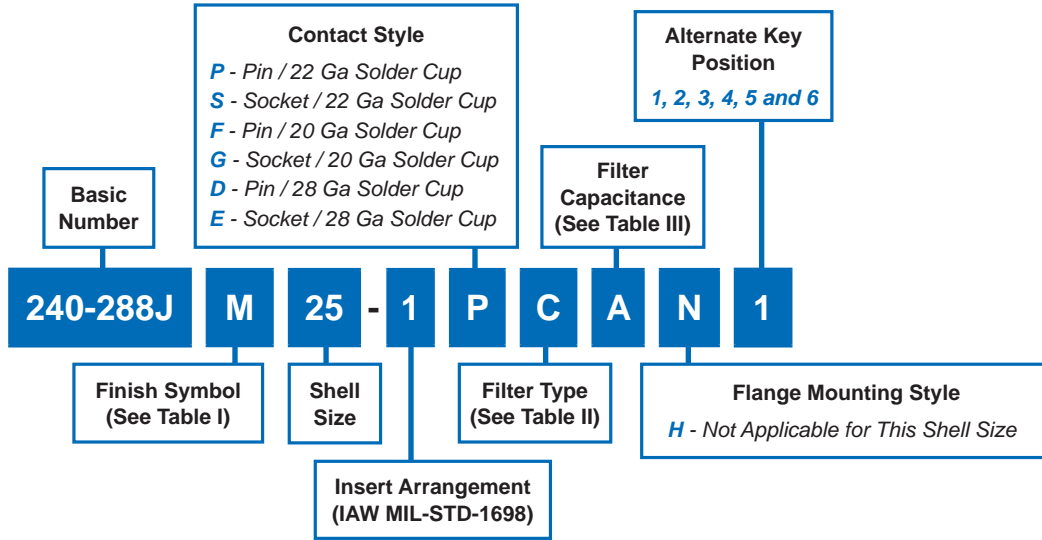 Contact Style
P - Pin / 22 Ga Solder Cup
S - Socket / 22 Ga Solder Cup
F - Pin / 20 Ga Solder Cup
G - Socket / 20 Ga Solder Cup
D - Pin / 28 Ga Solder Cup
E - Socket / 28 Ga Solder Cup
Alternate Key
Position
1, 2, 3, 4, 5 and 6
Basic
Number
Filter
Capacitance
(See Table III)
240-288J M 25 - 1 P C A N 1
Finish Symbol
(See Table I)
Shell
Size
Filter Type
(See Table II)
Flange Mounting Style
H - Not Applicable for This Shell Size
Insert Arrangement
(IAW MIL-STD-1698)